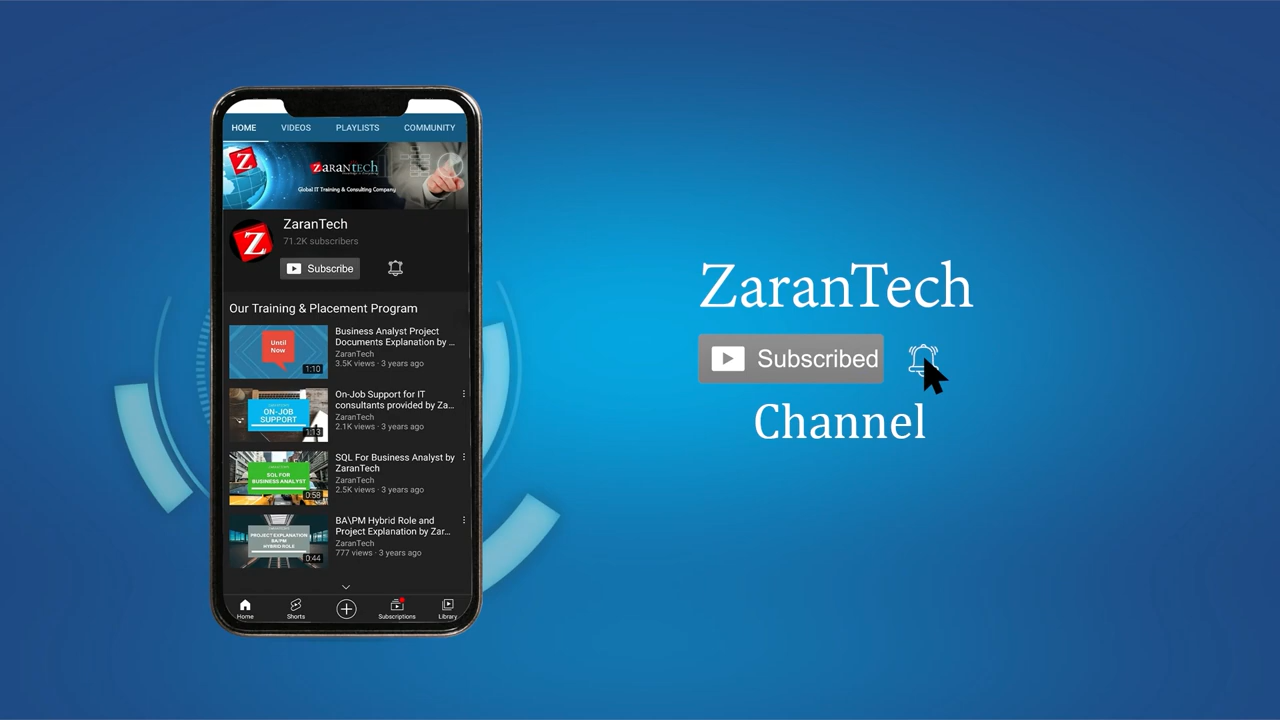 HOME VIDEOS PLAYLISTS COMMUNITY
Z
ZARANTECH
Global IT Training & Consulting Company
Z
ZaranTech
71.2K subscribers
Subscribe
Our Training & Placement Program
Until
Now
1:10
Business Analyst Project
Documents Explanation by ...
ZaranTech
3.5K views · 3 years ago
ON-JOB
SUPPORT
1:13
On-Job Support for IT
consultants provided by Za...
ZaranTech
2.1K views · 3 years ago
SQL FOR
BUSINESS ANALYST
0:58
SQL For Business Analyst by
ZaranTech
ZaranTech
2.5K views · 3 years ago
PROJECT EXPLANATION
BA/PM
HYBRID ROLE
0:44
BA\PM Hybrid Role and
Project Explanation by Zar...
ZaranTech
777 views · 3 years ago
Home Shorts Subscriptions Library
ZaranTech
Subscribed
Channel